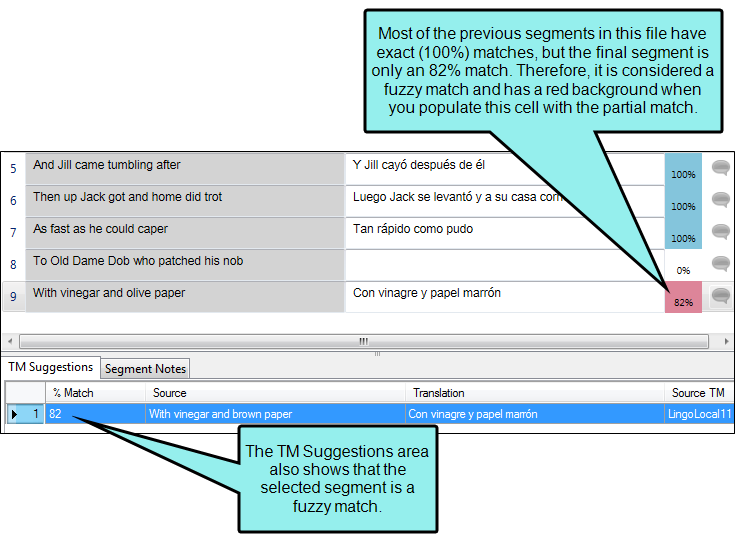 Most of the previous segments in this file have
exact (100%) matches, but the final segment is
only an 82% match. Therefore, it is considered a
fuzzy match and has a red background when
you populate this cell with the partial match.
5 And Jill came tumbling after Y Jill cayó después de él 100%
6 Then up Jack got and home did trot Luego Jack se levantó y a su casa 100%
7 As fast as he could caper Tan rápido como pudo 100%
8 To Old Dame Dob who patched his nob 0%
9 With vinegar and olive paper Con vinagre y papel marrón 82%
TM Suggestions Segment Notes
% Match Source Translation Source TM
1 82 With vinegar and brown paper Con vinagre y papel marrón LingoLocal11
The TM Suggestions area
also shows that the
selected segment is a
fuzzy match.